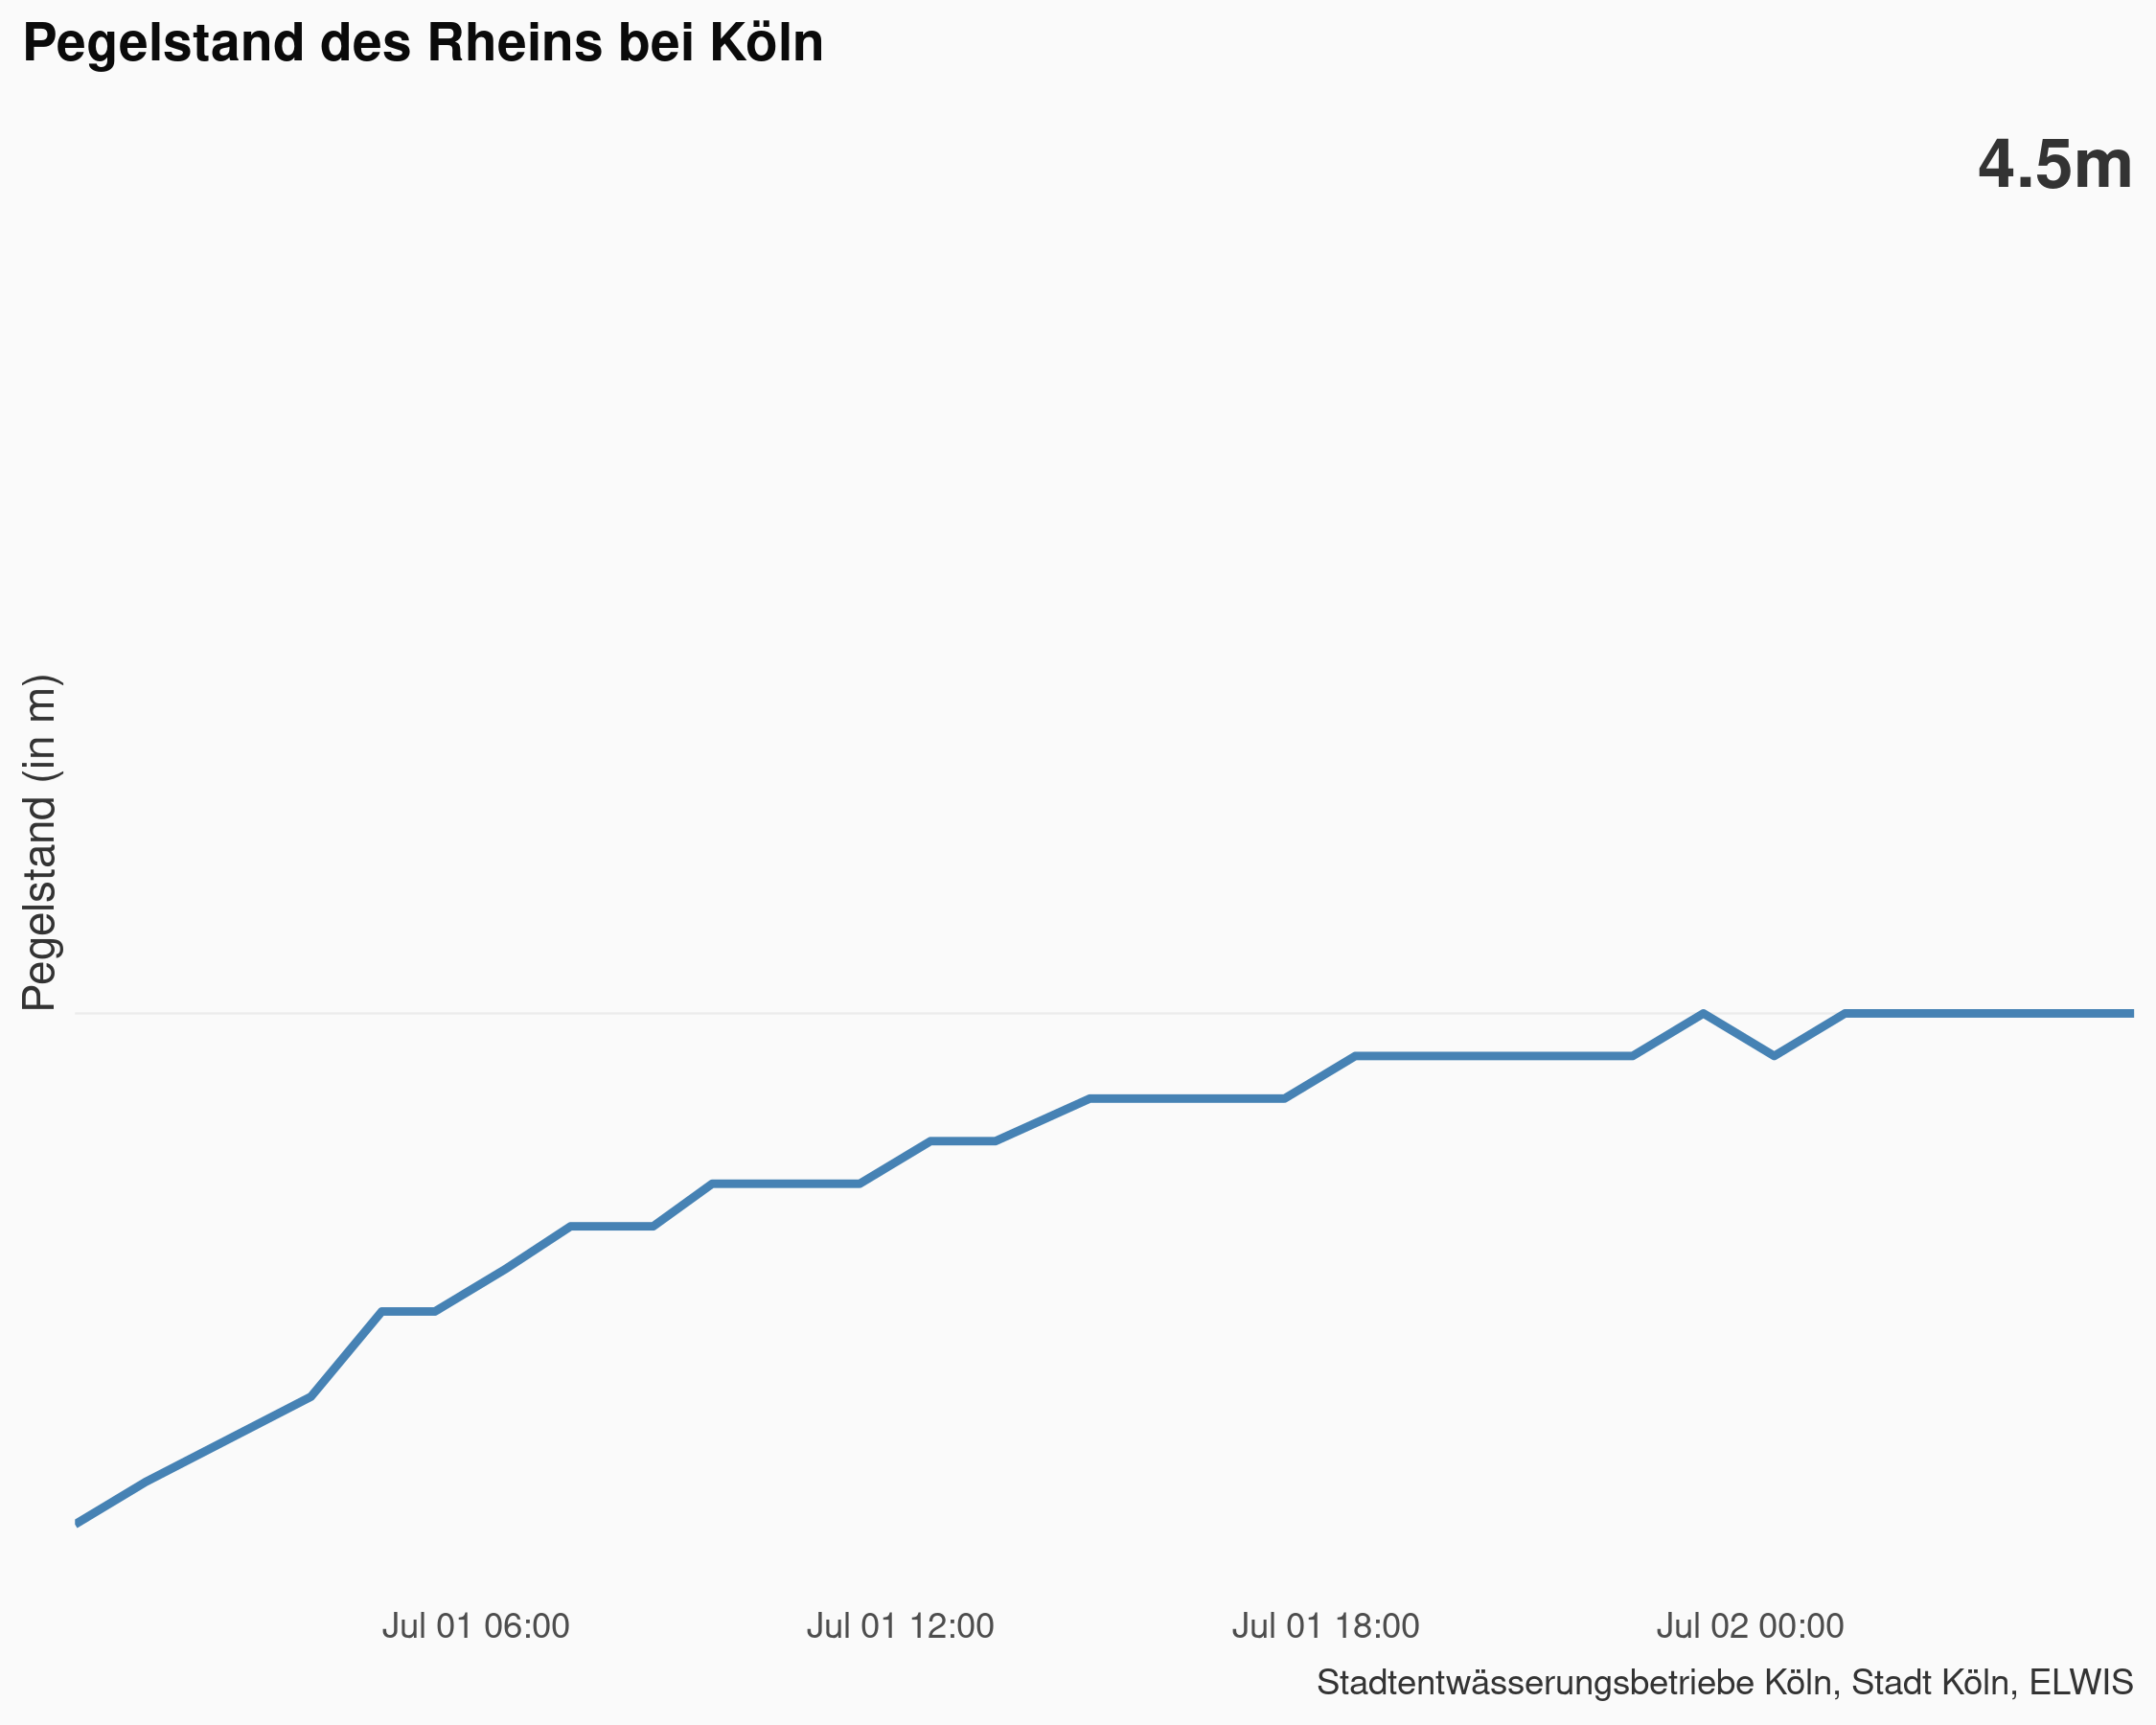 Pegelstand des Rheins bei Köln
4.5m
Pegelstand (in m)
Jul 01 06:00 Jul 01 12:00 Jul 01 18:00 Jul 02 00:00
Stadtentwässerungsbetriebe Köln, Stadt Köln, ELWIS